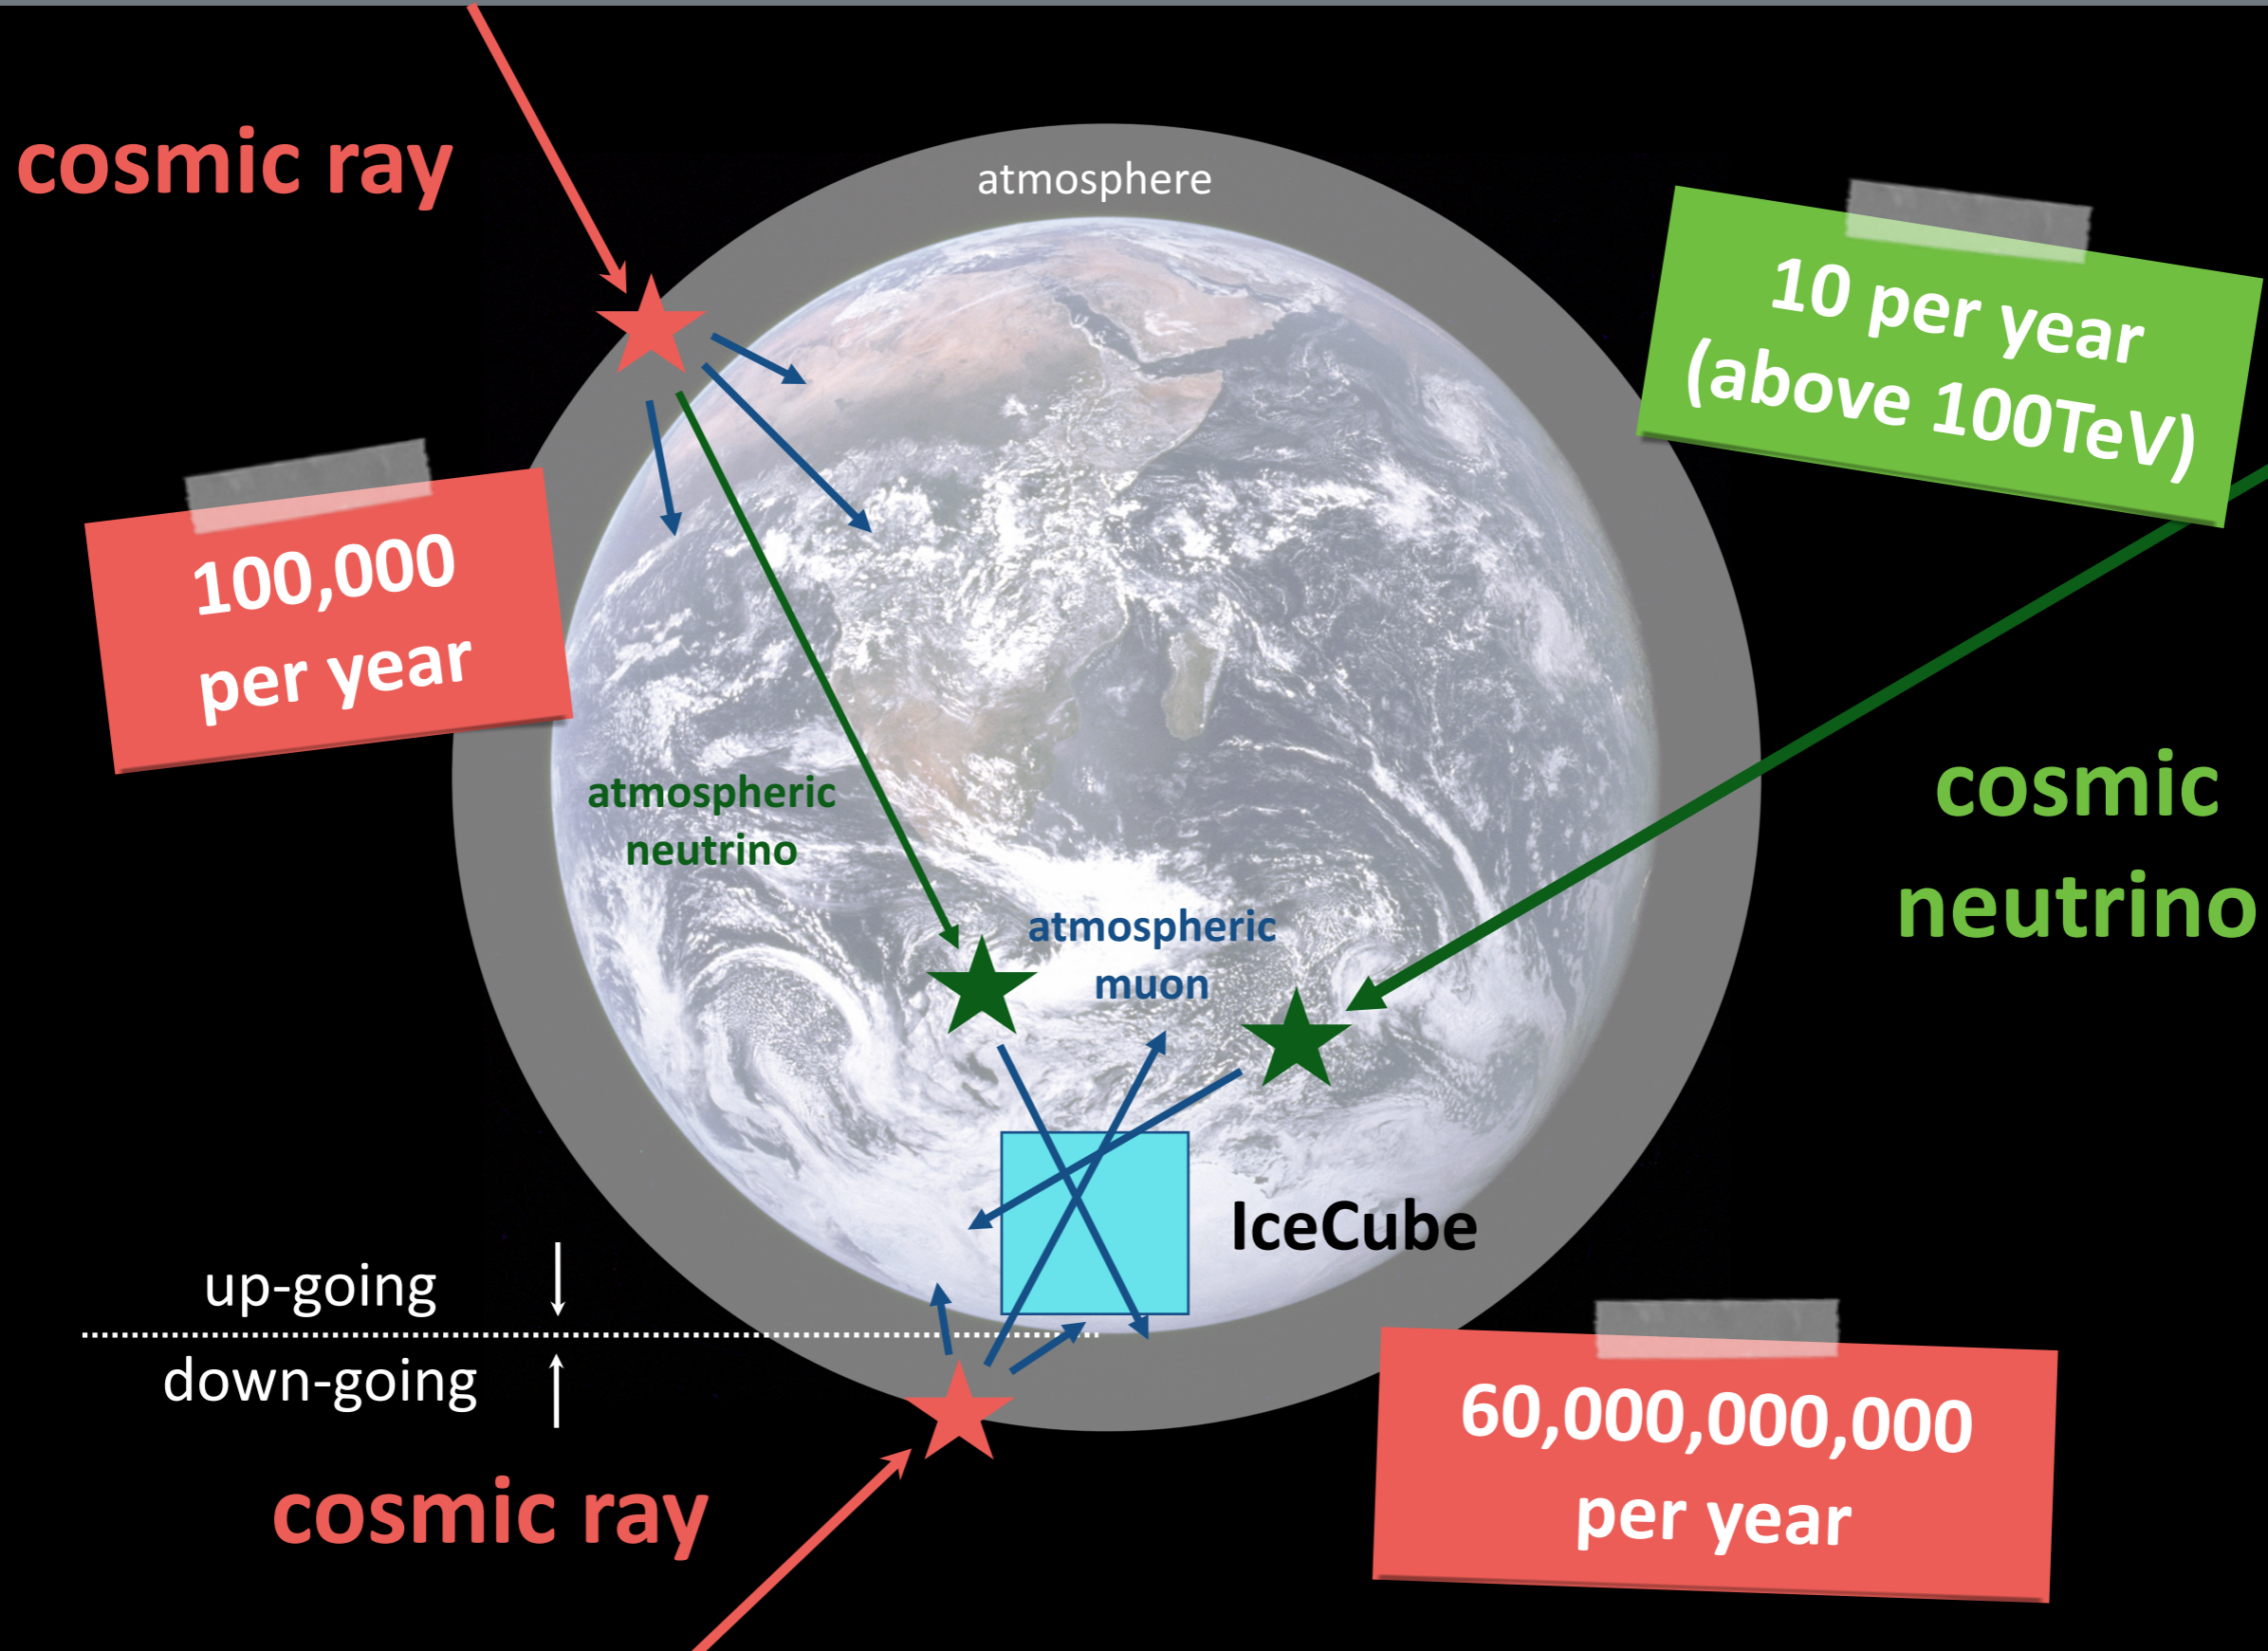 cosmic ray
atmosphere
10 per year
(above 100TeV)
100,000
per year
atmospheric
neutrino
cosmic
neutrino
atmospheric
muon
IceCube
up-going
down-going
60,000,000,000
per year
cosmic ray